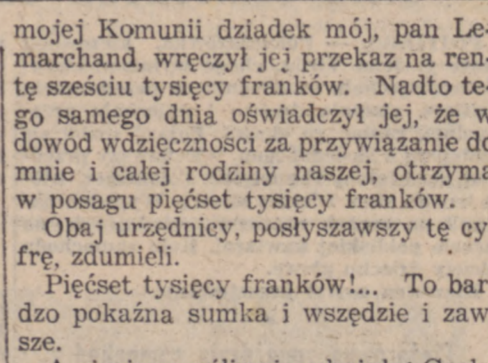 mojej Komunii dziadek mój, pan Le-
marchand, wręczył jej przekaz na ren-
tę sześciu tysięcy franków. Nadto te-
go samego dnia oświadczył jej, że w
dowód wdzięczności za przywiązanie do
mnie i całej rodziny naszej, otrzyma
w posagu pięćset tysięcy franków.
Obaj urzędnicy, posłyszawszy tę cy-
frę, zdumieli.
Pięćset tysięcy franków!... To bar
dzo pokaźna sumka i wszędzie i zaw
sze.